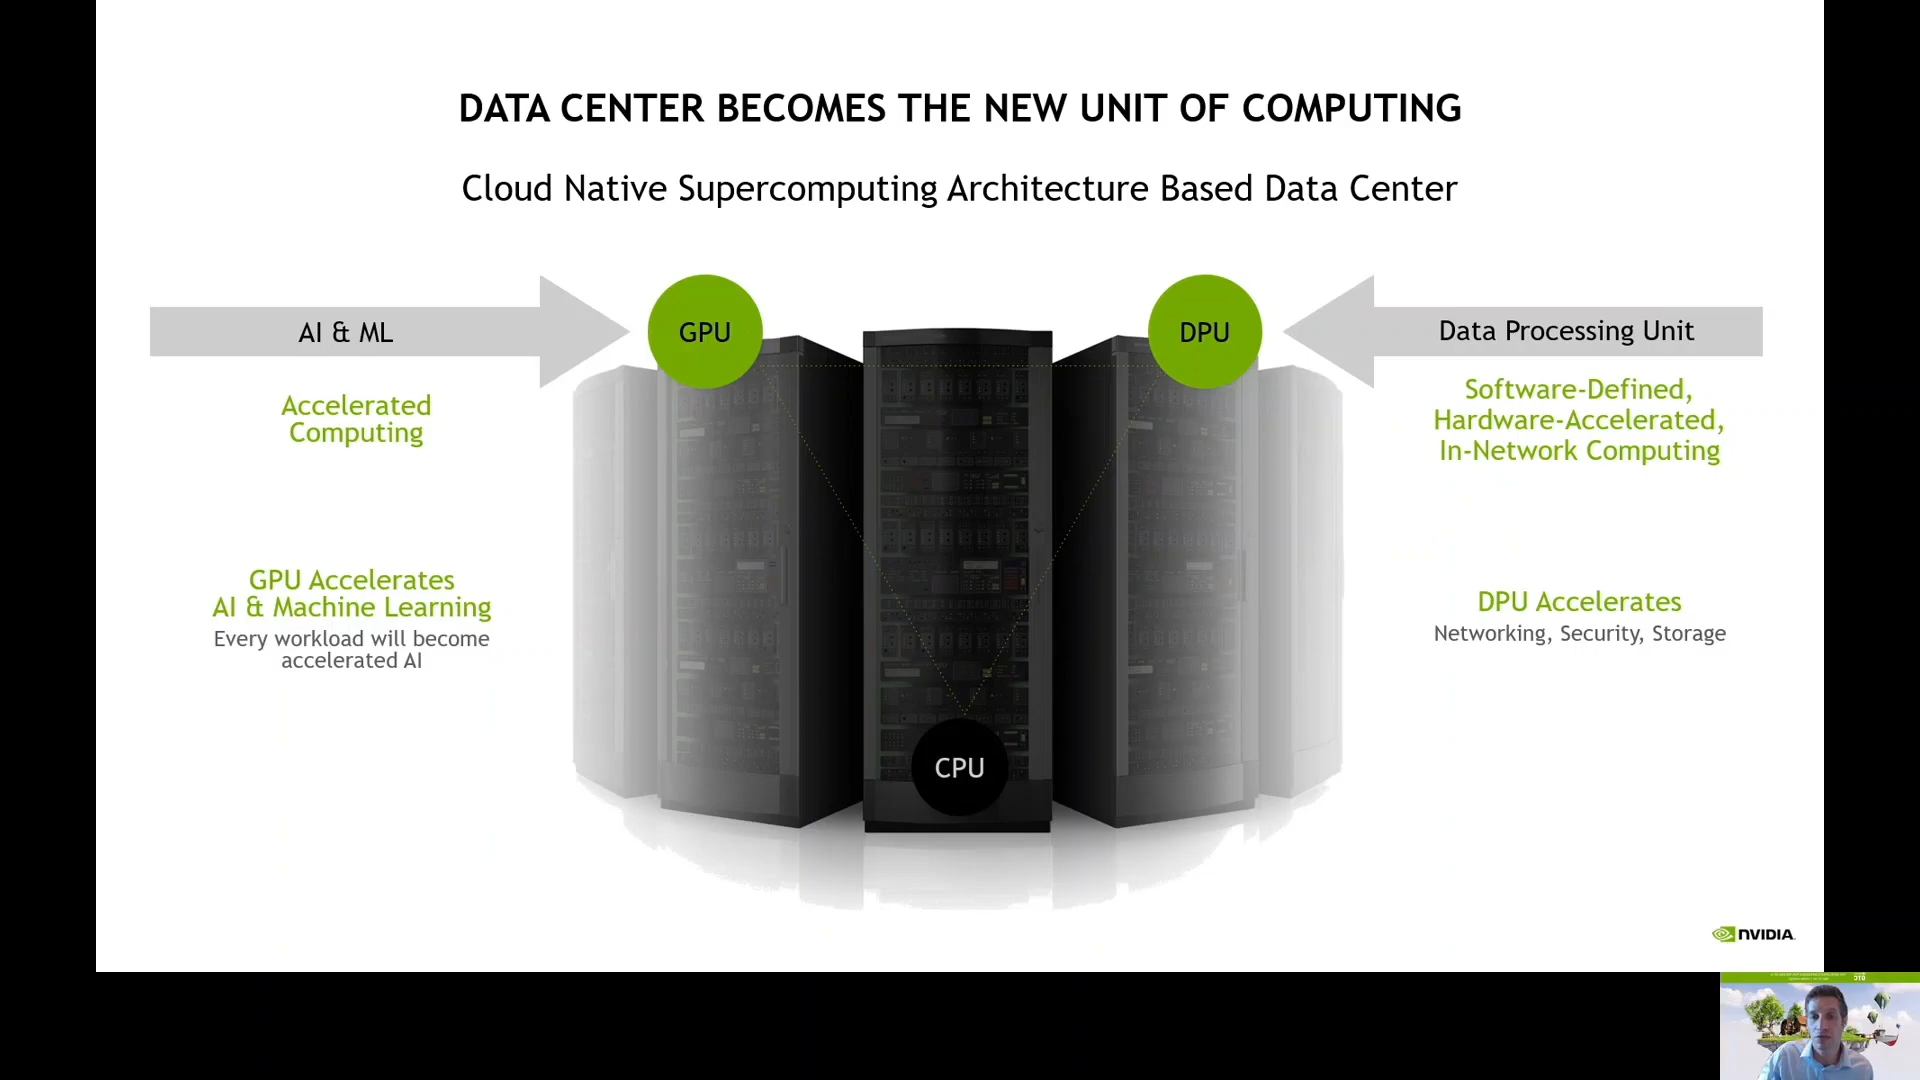 DATA CENTER BECOMES THE NEW UNIT OF COMPUTING
Cloud Native Supercomputing Architecture Based Data Center
AI & ML
GPU
DPU
Data Processing Unit
Accelerated
Computing
Software-Defined,
Hardware-Accelerated,
In-Network Computing
GPU Accelerates
AI & Machine Learning
Every workload will become
accelerated AI
DPU Accelerates
Networking, Security, Storage
CPU
NVIDIA.